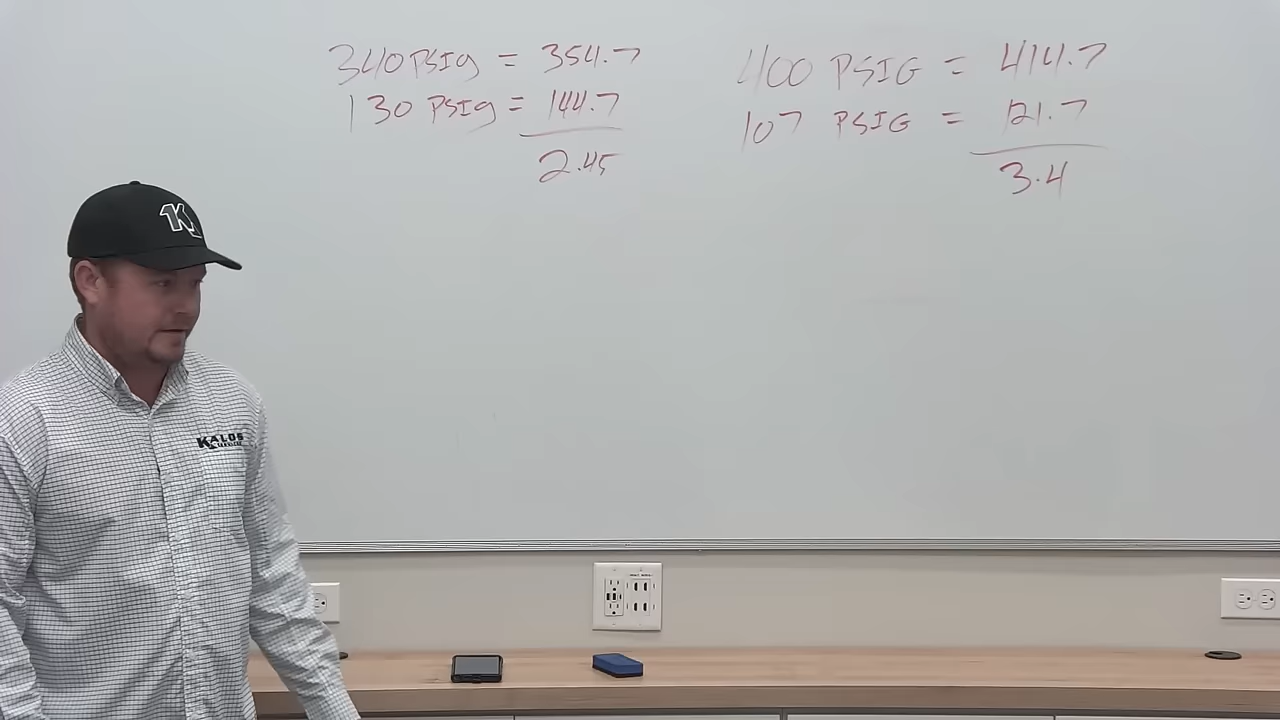 340 PSIg = 354.7
130 PSIg = 144.7
2.45
400 PSIG = 414.7
107 PSIG = 121.7
3.4
K
KALOS